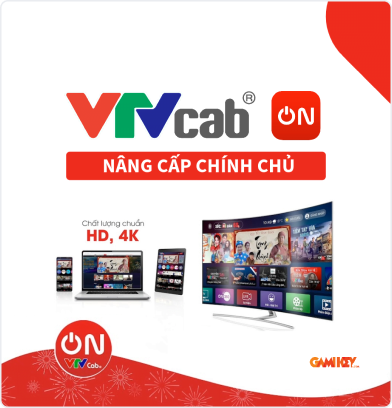 VTVcab® ON
NÂNG CẤP CHÍNH CHỦ
Chất lượng chuẩn
HD, 4K
ON
VTVCab
GAMIKEY